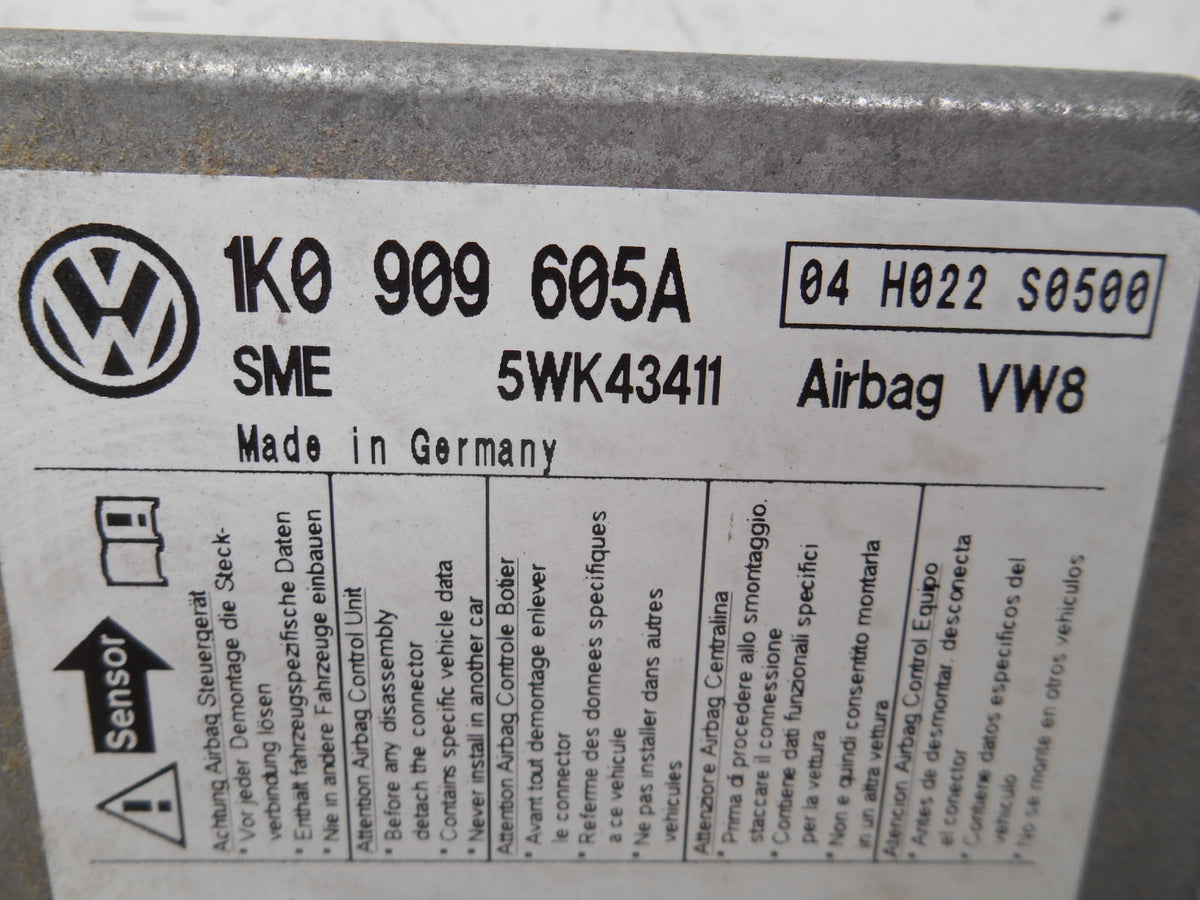 1K0 909 605A
04 H022 S0500
SME 5WK43411 Airbag VW8
Made in Germany
Sensor
Achtung Airbag Steuergerät
* Vor jeder Demontage die Steck-
verbindung lösen
* Enthält fahrzeugspezifische Daten
* Nie in andere Fahrzeuge einbauen
Attention Airbag Control Unit
* Before any disassembly
detach the connector
* Contains specific vehicle data
* Never install in another car
Attention Airbag Controle Boîtier
* Avant tout demontage enlever
le connector
* Referme des donnees specifiques
a ce vehicule
* Ne pas installer dans autres
vehicules
Attenzione Airbag Centralina
* Prima di procedere allo smontaggio.
staccare il connessione
* Contiene dati funzionali specifici
per la vettura
* Non e quindi consentito montarla
in un altra vettura
Atencion Airbag Control Equipo
* Antes de desmontar. desconecta
el conector
* Contiene datos especificos del
vehiculo
* No se monte en otros vehiculos